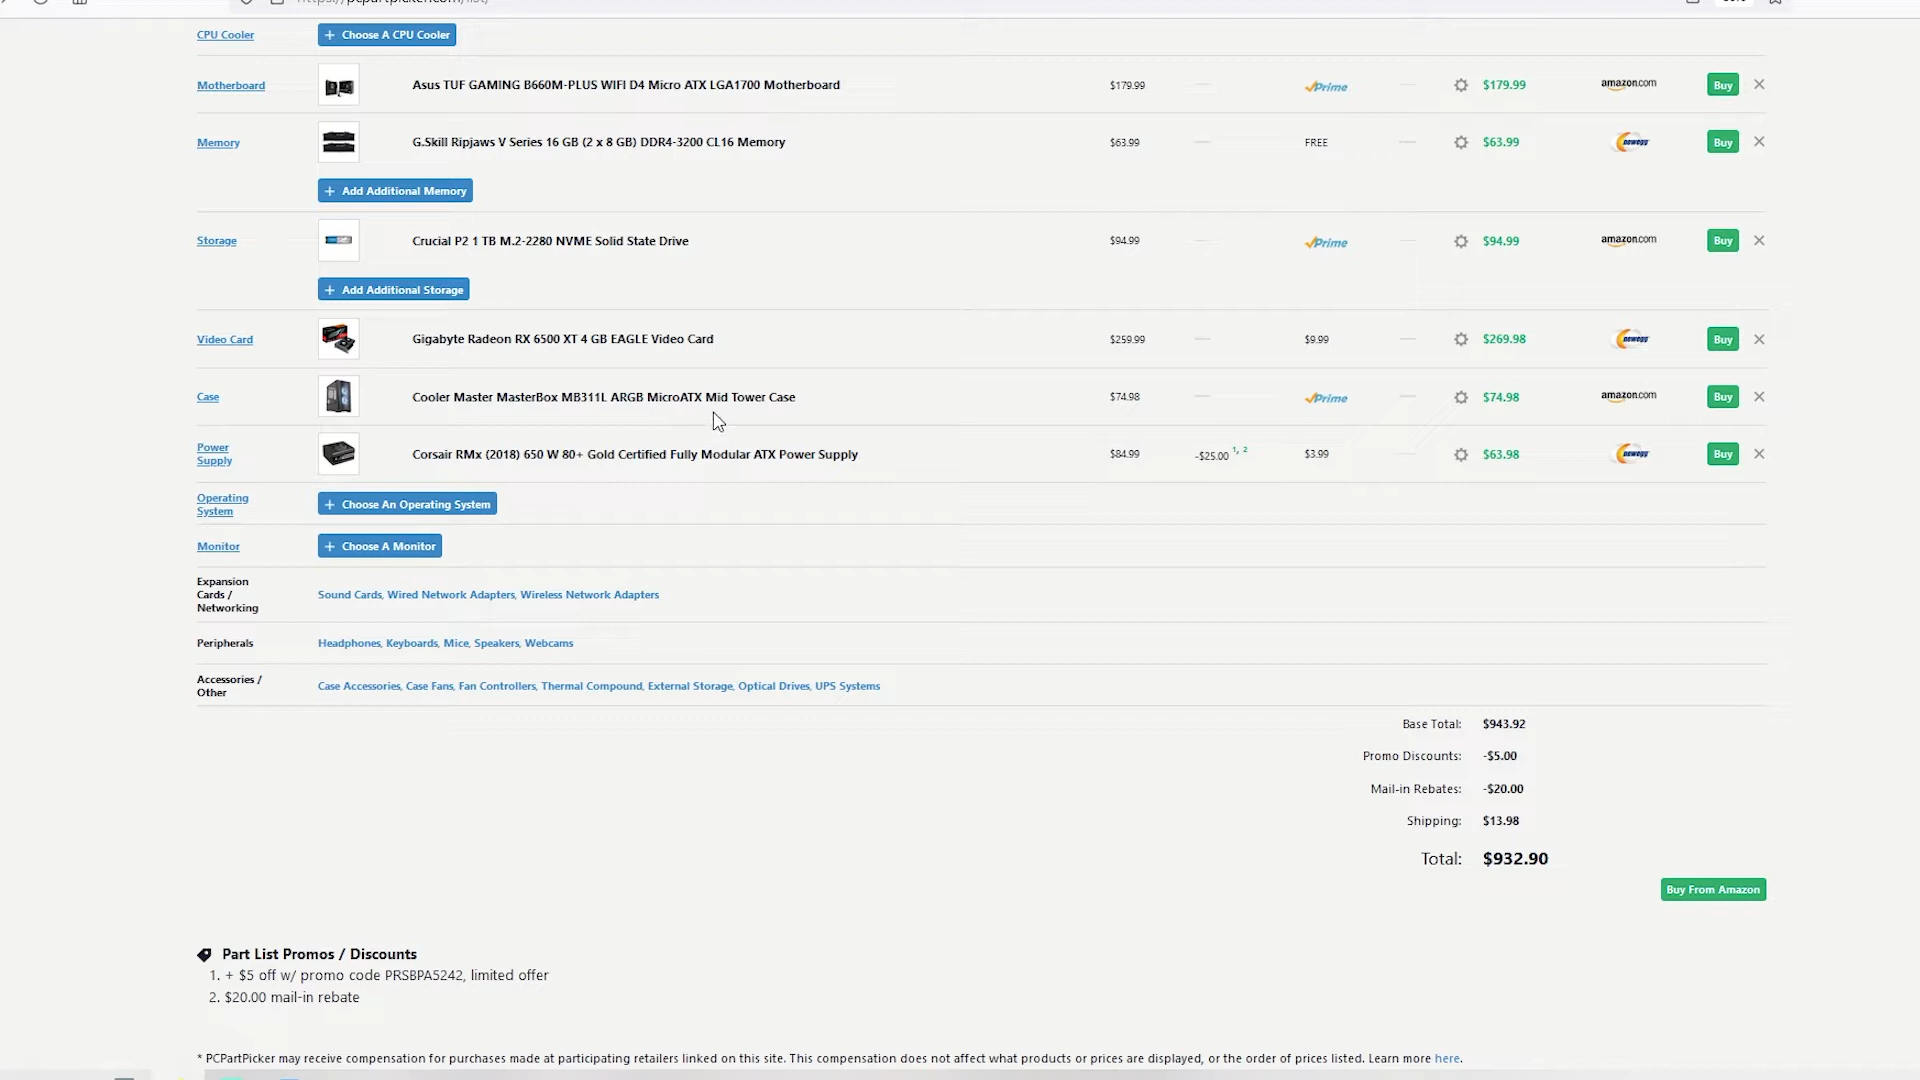 CPU Cooler + Choose A CPU Cooler
Motherboard Asus TUF GAMING B660M-PLUS WIFI D4 Micro ATX LGA1700 Motherboard $179.99 Prime $179.99 amazon.com Buy
Memory G.Skill Ripjaws V Series 16 GB (2 x 8 GB) DDR4-3200 CL16 Memory $63.99 FREE $63.99 newegg Buy
+ Add Additional Memory
Storage Crucial P2 1 TB M.2-2280 NVME Solid State Drive $94.99 Prime $94.99 amazon.com Buy
+ Add Additional Storage
Video Card Gigabyte Radeon RX 6500 XT 4 GB EAGLE Video Card $259.99 $9.99 $269.98 newegg Buy
Case Cooler Master MasterBox MB311L ARGB MicroATX Mid Tower Case $74.98 Prime $74.98 amazon.com Buy
Power
Supply Corsair RMx (2018) 650 W 80+ Gold Certified Fully Modular ATX Power Supply $84.99 -$25.00 1, 2 $3.99 $63.98 newegg Buy
Operating
System + Choose An Operating System
Monitor + Choose A Monitor
Expansion
Cards /
Networking Sound Cards, Wired Network Adapters, Wireless Network Adapters
Peripherals Headphones, Keyboards, Mice, Speakers, Webcams
Accessories /
Other Case Accessories, Case Fans, Fan Controllers, Thermal Compound, External Storage, Optical Drives, UPS Systems
Base Total: $943.92
Promo Discounts: -$5.00
Mail-in Rebates: -$20.00
Shipping: $13.98
Total: $932.90
Buy From Amazon
Part List Promos / Discounts
1. + $5 off w/ promo code PRSBPA5242, limited offer
2. $20.00 mail-in rebate
* PCPartPicker may receive compensation for purchases made at participating retailers linked on this site. This compensation does not affect what products or prices are displayed, or the order of prices listed. Learn more here.